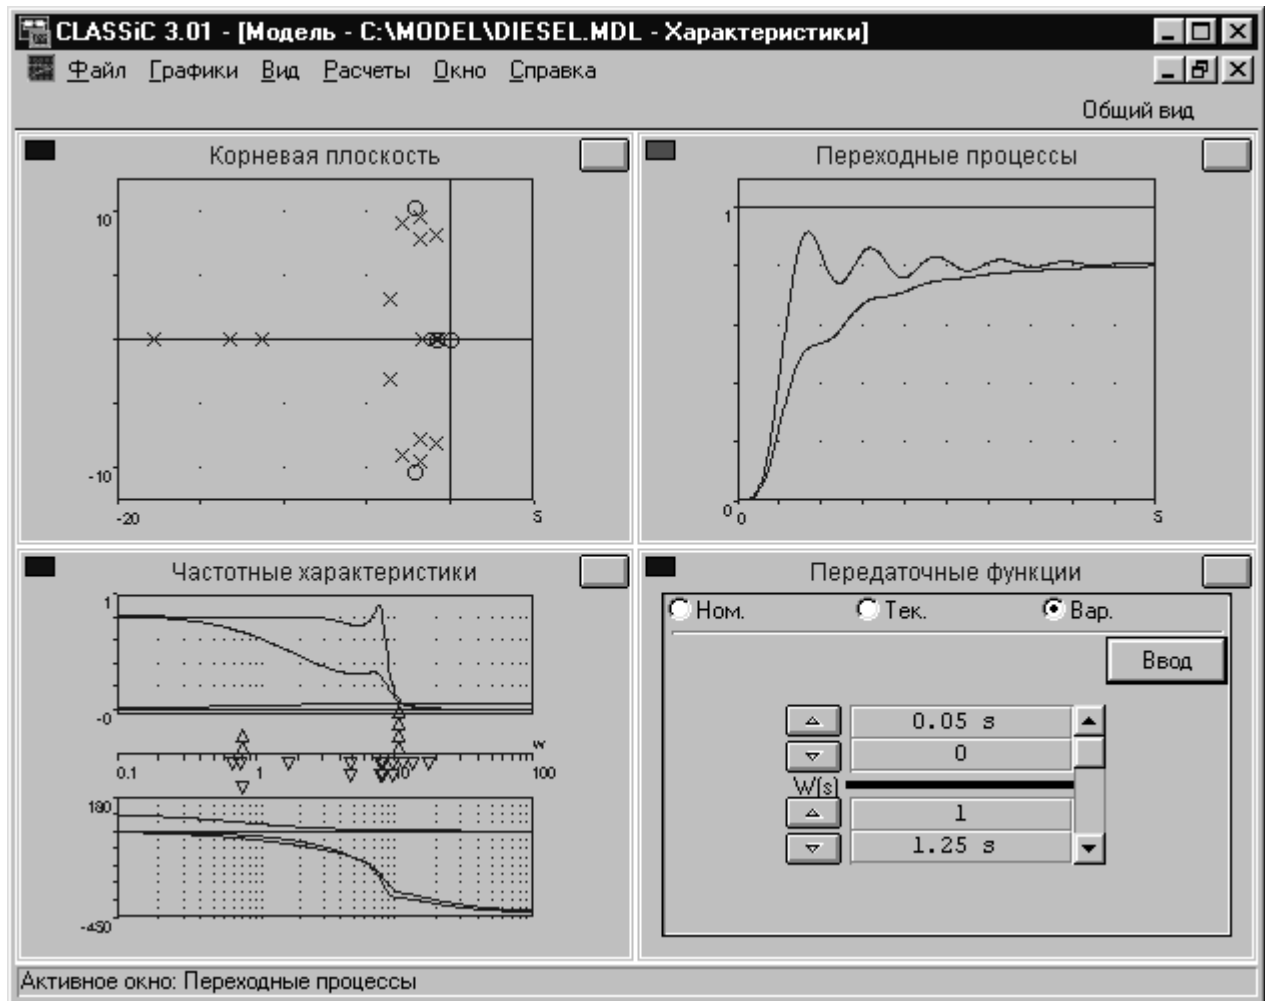 CLASSiC 3.01 - [Модель - C:\MODEL\DIESEL.MDL - Характеристики]
Файл Графики Вид Расчеты Окно Справка
Общий вид
Корневая плоскость
10
-10
-20
s
Переходные процессы
1
0
0
s
Частотные характеристики
1
-0
w
0.1
1
10
100
180
-450
Передаточные функции
Ном. Тек. Вар.
Ввод
0.05 s
0
W(s)
1
1.25 s
Активное окно: Переходные процессы